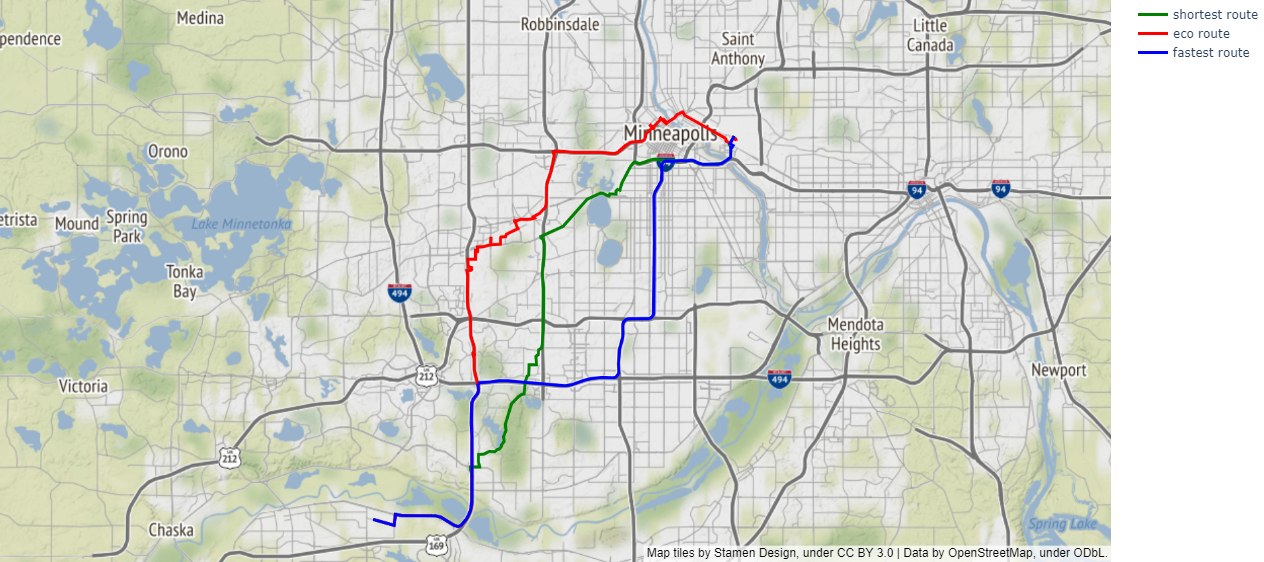 shortest route
eco route
fastest route
Medina
Robbinsdale
Little
Canada
pendence
Saint
Anthony
Minneapolis
Orono
94
94
etrista
Mound
Spring
Park
Lake Minnetonka
Tonka
Bay
494
Mendota
Heights
212
494
Newport
Victoria
212
Chaska
169
Spring Lake
Map tiles by Stamen Design, under CC BY 3.0 | Data by OpenStreetMap, under ODbL.